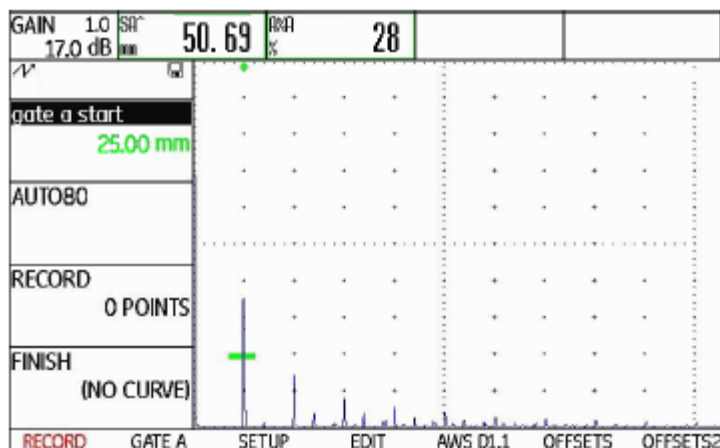 GAIN 1.0 SA^ 50.69 A%A 28
17.0 dB mm %
gate a start
25.00 mm
AUTO80
RECORD
0 POINTS
FINISH
(NO CURVE)
RECORD GATE A SETUP EDIT AWS D1.1 OFFSETS OFFSETS2